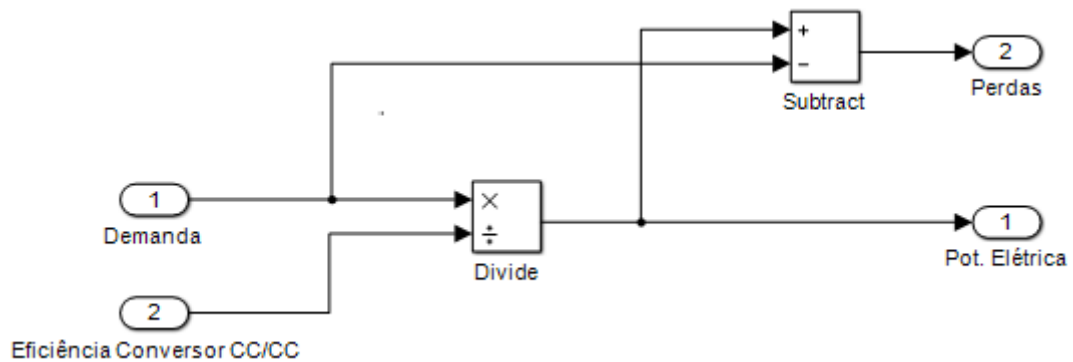 +
−
Subtract
2
Perdas
1
Demanda
×
÷
Divide
1
Pot. Elétrica
2
Eficiência Conversor CC/CC